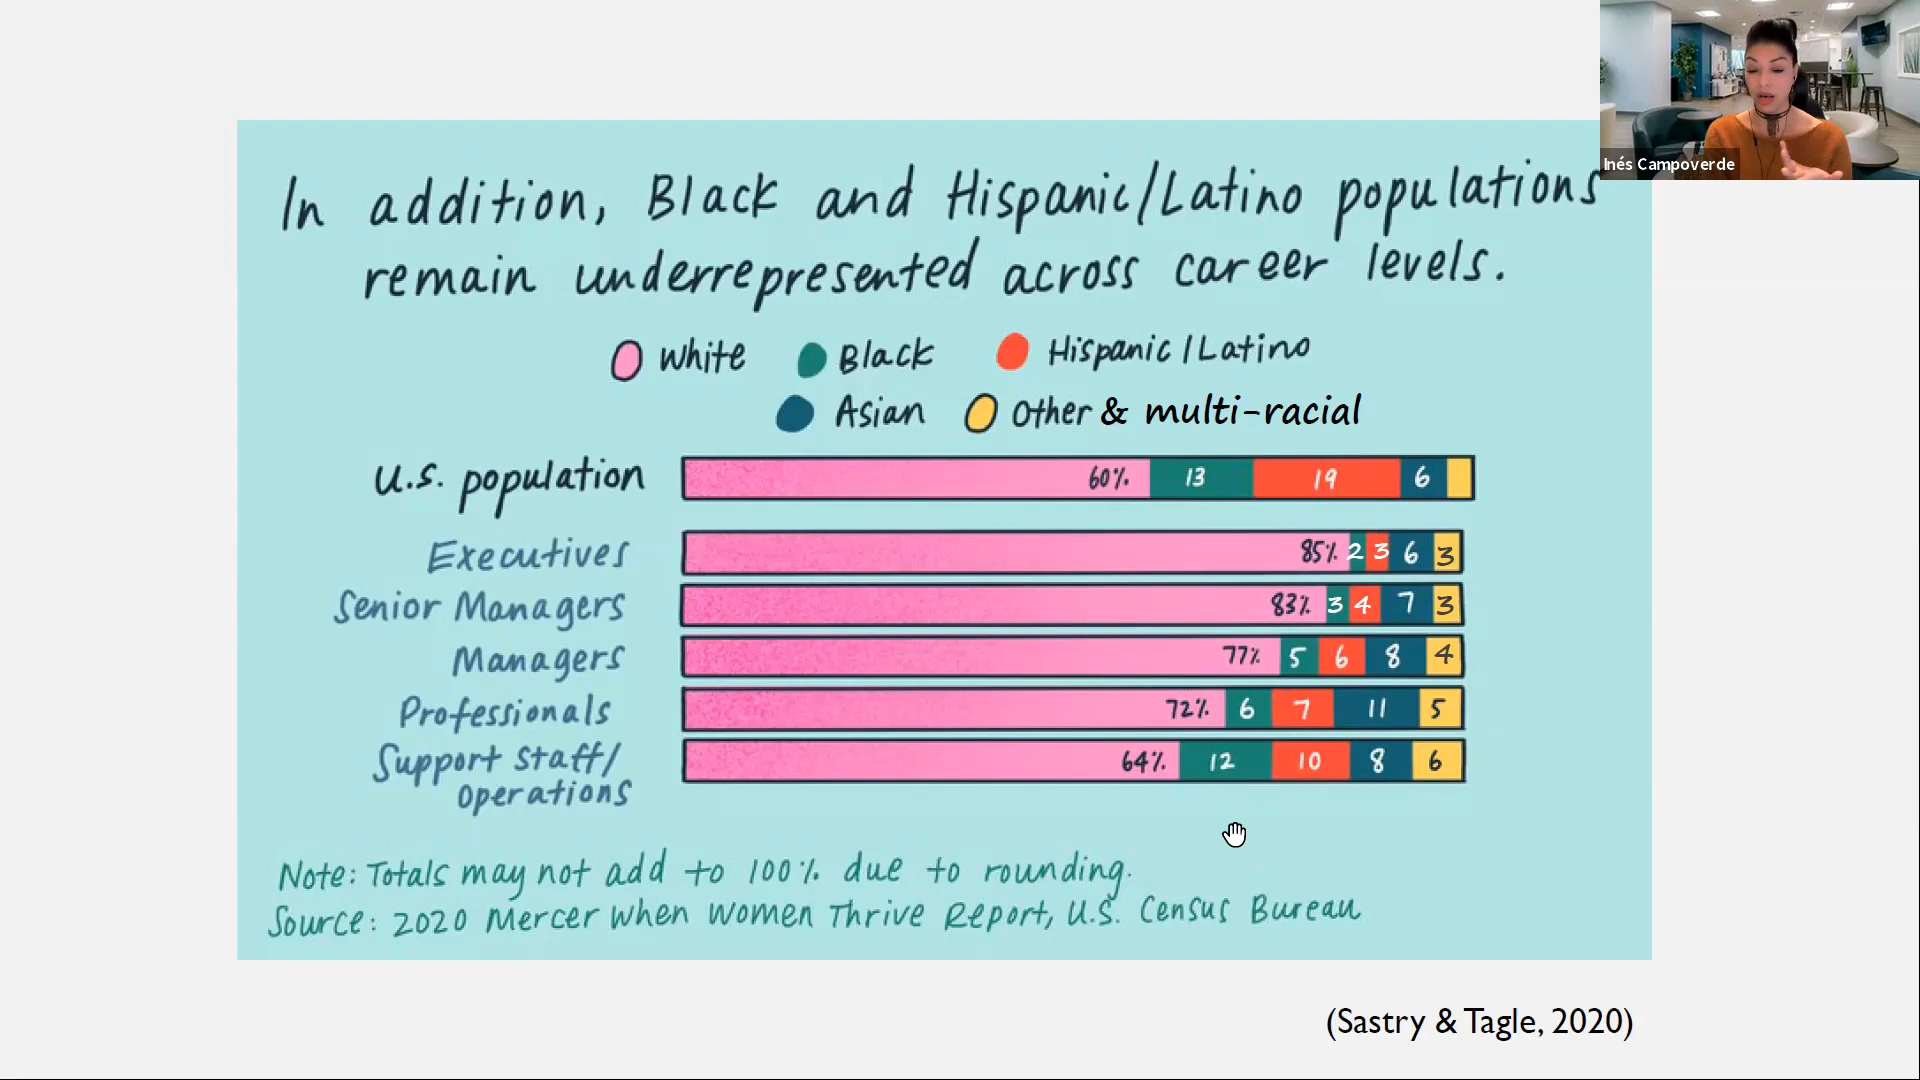 Inés Campoverde
In addition, Black and Hispanic/Latino populations
remain underrepresented across career levels.
White Black Hispanic/Latino
Asian Other & multi-racial
U.S. population 60% 13 19 6
Executives 85% 2 3 6 3
Senior Managers 83% 3 4 7 3
Managers 77% 5 6 8 4
Professionals 72% 6 7 11 5
Support staff/ 64% 12 10 8 6
operations
Note: Totals may not add to 100% due to rounding.
Source: 2020 Mercer When Women Thrive Report, U.S. Census Bureau
(Sastry & Tagle, 2020)